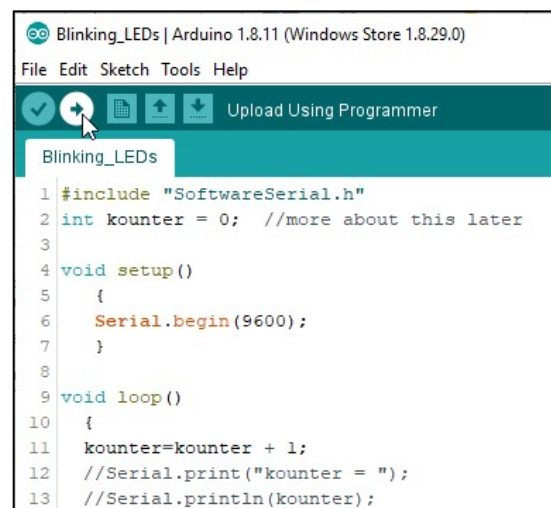 Blinking_LEDs | Arduino 1.8.11 (Windows Store 1.8.29.0)
File Edit Sketch Tools Help
Upload Using Programmer
Blinking_LEDs
1 #include "SoftwareSerial.h"
2 int kounter = 0;  //more about this later
3
4 void setup()
5    {
6    Serial.begin(9600);
7    }
8
9 void loop()
10   {
11   kounter=kounter + 1;
12   //Serial.print("kounter = ");
13   //Serial.println(kounter);